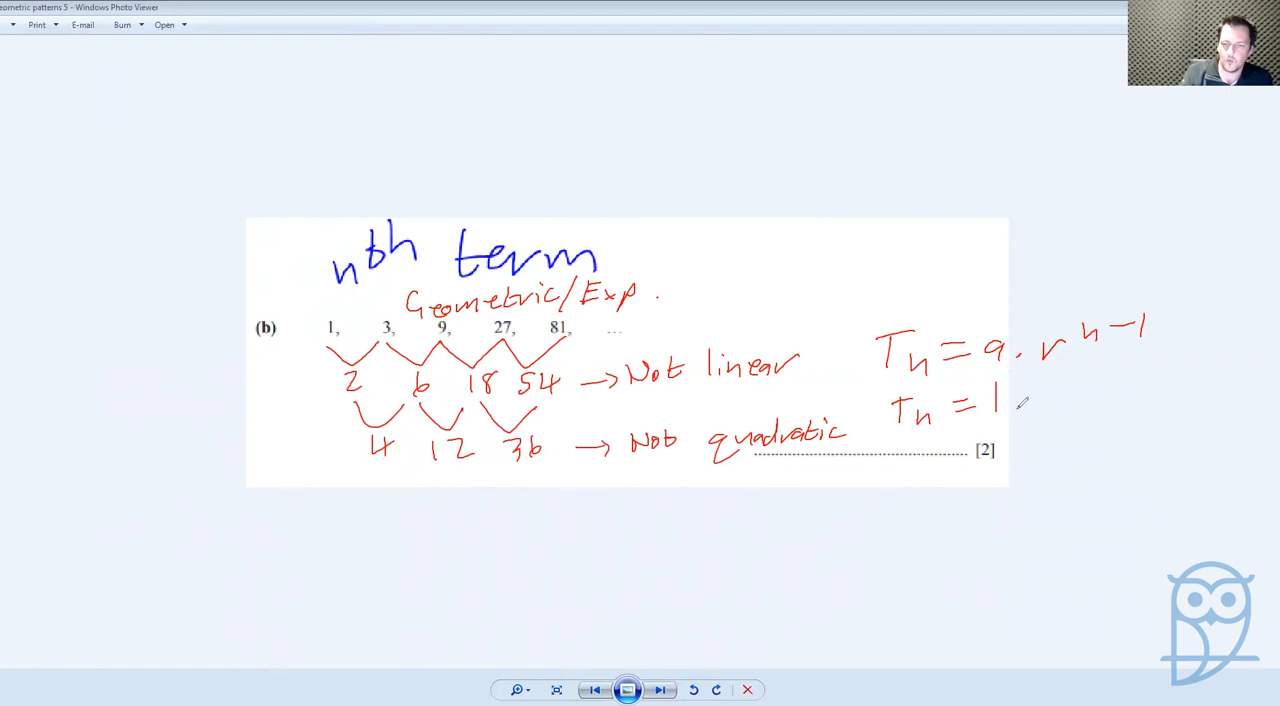 eometric patterns 5 - Windows Photo Viewer
Print E-mail Burn Open
nth term
Geometric/Exp.
(b) 1, 3, 9, 27, 81, ...
2 6 18 54 → Not linear
4 12 36 → Not quadratic
[2]
Tn = a . r^n-1
Tn = 1